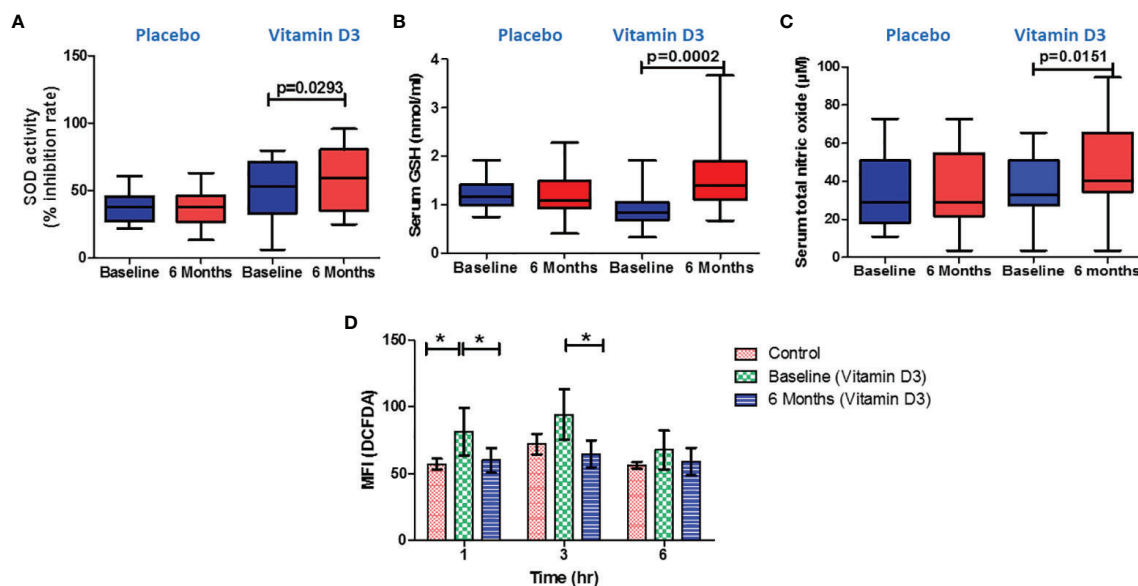 A
Placebo
Vitamin D3
SOD activity
(% inhibition rate)
150
100
50
0
p=0.0293
Baseline
6 Months
Baseline
6 Months
B
Placebo
Vitamin D3
Serum GSH (nmol/ml)
4
3
2
1
0
p=0.0002
Baseline
6 Months
Baseline
6 Months
C
Placebo
Vitamin D3
Serum total nitric oxide (µM)
100
80
60
40
20
0
p=0.0151
Baseline
6 Months
Baseline
6 months
D
MFI (DCFDA)
150
100
50
0
*
*
*
1
3
6
Time (hr)
Control
Baseline (Vitamin D3)
6 Months (Vitamin D3)